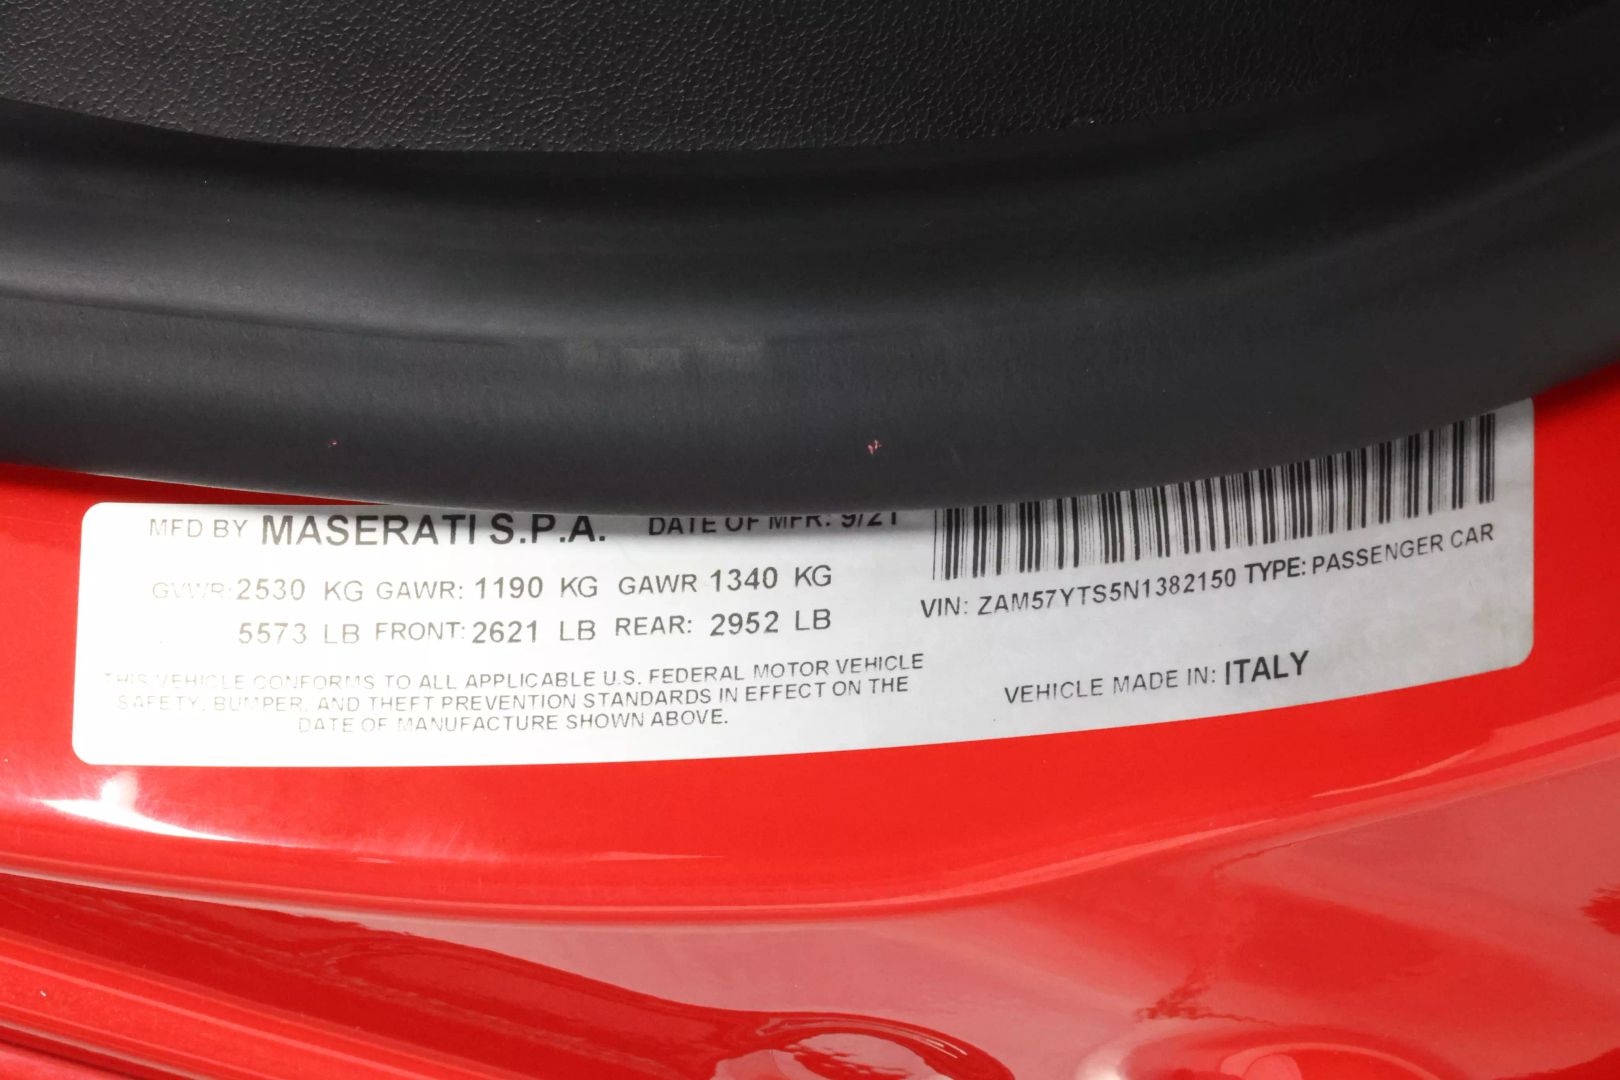 MFD BY MASERATI S.P.A. DATE OF MFR: 9/21
GVWR: 2530 KG GAWR: 1190 KG GAWR 1340 KG
5573 LB FRONT: 2621 LB REAR: 2952 LB
THIS VEHICLE CONFORMS TO ALL APPLICABLE U.S. FEDERAL MOTOR VEHICLE
SAFETY, BUMPER, AND THEFT PREVENTION STANDARDS IN EFFECT ON THE
DATE OF MANUFACTURE SHOWN ABOVE.
VIN: ZAM57YTS5N1382150 TYPE: PASSENGER CAR
VEHICLE MADE IN: ITALY